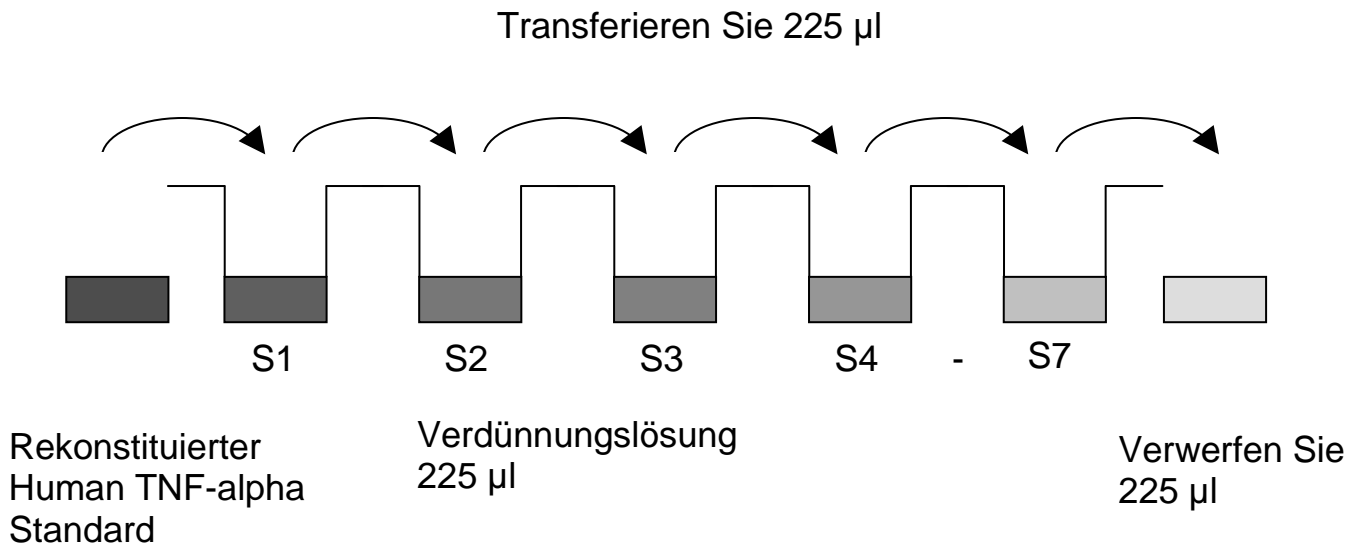 Transferieren Sie 225 µl
S1 S2 S3 S4 - S7
Rekonstituierter
Human TNF-alpha
Standard
Verdünnungslösung
225 µl
Verwerfen Sie
225 µl